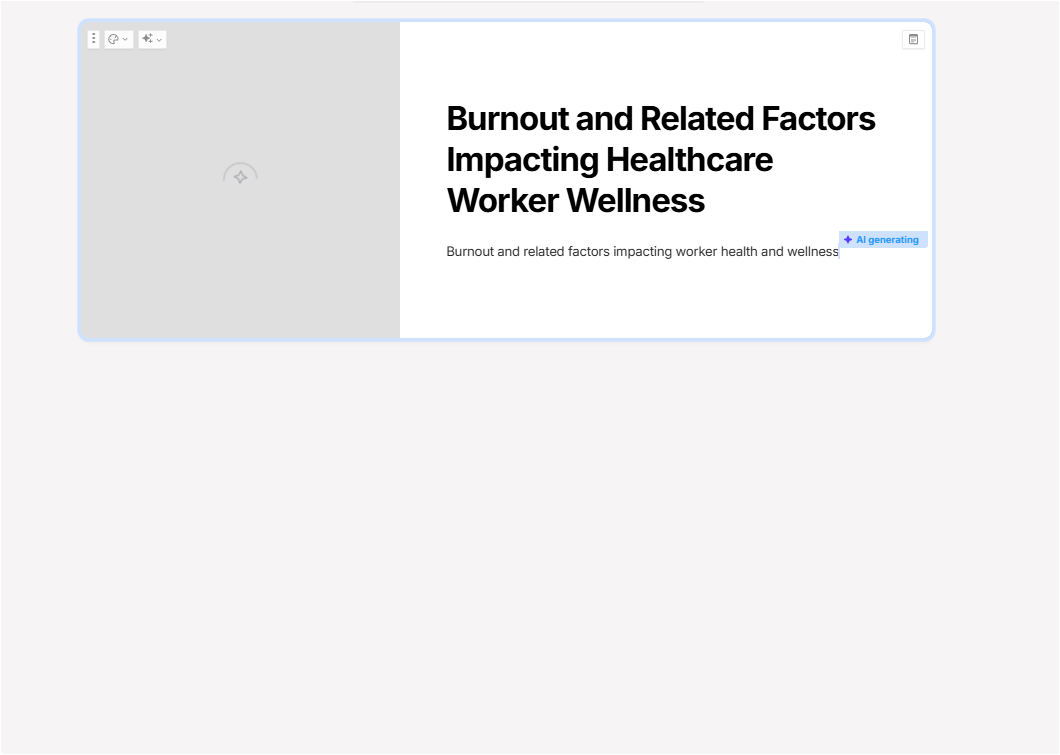 Burnout and Related Factors
Impacting Healthcare
Worker Wellness
AI generating
Burnout and related factors impacting worker health and wellness